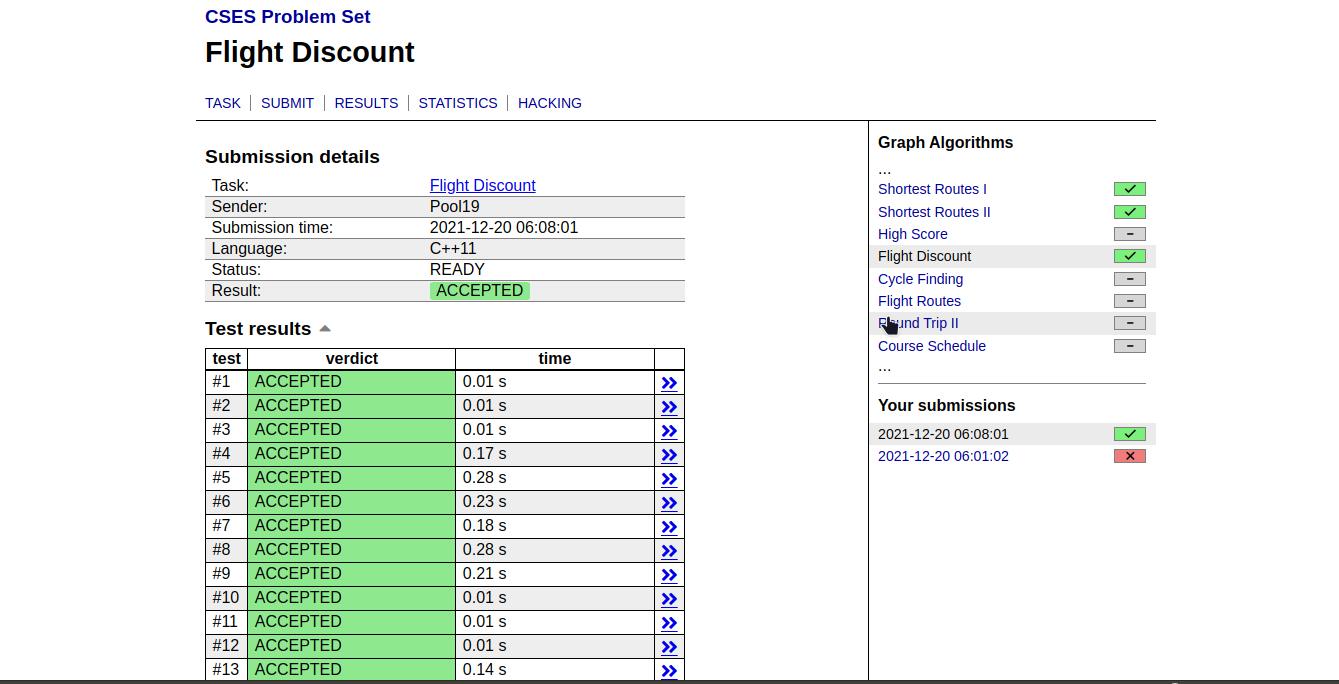 CSES Problem Set
Flight Discount
TASK SUBMIT RESULTS STATISTICS HACKING
Submission details
Task: Flight Discount
Sender: Pool19
Submission time: 2021-12-20 06:08:01
Language: C++11
Status: READY
Result: ACCEPTED
Test results
test verdict time
#1 ACCEPTED 0.01 s
#2 ACCEPTED 0.01 s
#3 ACCEPTED 0.01 s
#4 ACCEPTED 0.17 s
#5 ACCEPTED 0.28 s
#6 ACCEPTED 0.23 s
#7 ACCEPTED 0.18 s
#8 ACCEPTED 0.28 s
#9 ACCEPTED 0.21 s
#10 ACCEPTED 0.01 s
#11 ACCEPTED 0.01 s
#12 ACCEPTED 0.01 s
#13 ACCEPTED 0.14 s
Graph Algorithms
...
Shortest Routes I
Shortest Routes II
High Score
Flight Discount
Cycle Finding
Flight Routes
Round Trip II
Course Schedule
...
Your submissions
2021-12-20 06:08:01
2021-12-20 06:01:02